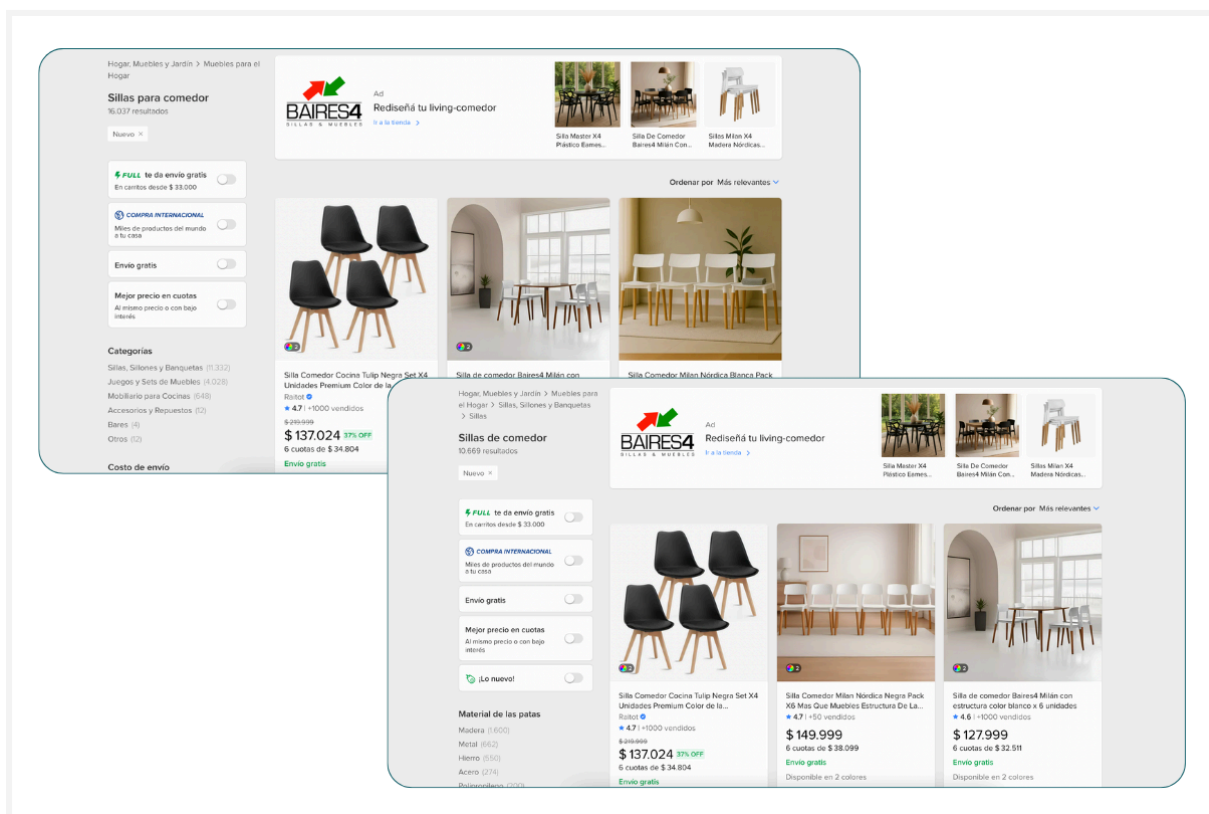 Hogar, Muebles y Jardín > Muebles para el
Hogar
Sillas para comedor
16.037 resultados
Nuevo ×
FULL te da envío gratis
En carritos desde $ 33.000
COMPRA INTERNACIONAL
Miles de productos del mundo
a tu casa
Envío gratis
Mejor precio en cuotas
Al mismo precio o con bajo
interés
Categorías
Sillas, Sillones y Banquetas (11.332)
Juegos y Sets de Muebles (4.028)
Mobiliario para Cocinas (648)
Accesorios y Repuestos (12)
Bares (4)
Otros (12)
Costo de envío
BAIRES4
SILLAS & MUEBLES
Ad
Rediseñá tu living-comedor
Ir a la tienda >
Silla Master X4
Plástico Eames...
Silla De Comedor
Baires4 Milán Con...
Sillas Milan X4
Madera Nórdicas...
Ordenar por Más relevantes
Silla Comedor Cocina Tulip Negra Set X4
Unidades Premium Color de la
Raitot
4.7 | +1000 vendidos
$ 219.999
$ 137.024 37% OFF
6 cuotas de $ 34.804
Envío gratis
Silla de comedor Baires4 Milán con
Silla Comedor Milan Nórdica Blanca Pack
Hogar, Muebles y Jardín > Muebles para
el Hogar > Sillas, Sillones y Banquetas
> Sillas
Sillas de comedor
10.669 resultados
Nuevo ×
FULL te da envío gratis
En carritos desde $ 33.000
COMPRA INTERNACIONAL
Miles de productos del mundo
a tu casa
Envío gratis
Mejor precio en cuotas
Al mismo precio o con bajo
interés
¡Lo nuevo!
Material de las patas
Madera (1.600)
Metal (662)
Hierro (550)
Acero (274)
Polipropileno (200)
BAIRES4
SILLAS & MUEBLES
Ad
Rediseñá tu living-comedor
Ir a la tienda >
Silla Master X4
Plástico Eames...
Silla De Comedor
Baires4 Milán Con...
Sillas Milan X4
Madera Nórdicas...
Ordenar por Más relevantes
Silla Comedor Cocina Tulip Negra Set X4
Unidades Premium Color de la...
Raitot
4.7 | +1000 vendidos
$ 219.999
$ 137.024 37% OFF
6 cuotas de $ 34.804
Envío gratis
Silla Comedor Milan Nórdica Negra Pack
X6 Mas Que Muebles Estructura De La...
4.7 | +50 vendidos
$ 149.999
6 cuotas de $ 38.099
Envío gratis
Disponible en 2 colores
Silla de comedor Baires4 Milán con
estructura color blanco x 6 unidades
4.6 | +1000 vendidos
$ 127.999
6 cuotas de $ 32.511
Envío gratis
Disponible en 2 colores